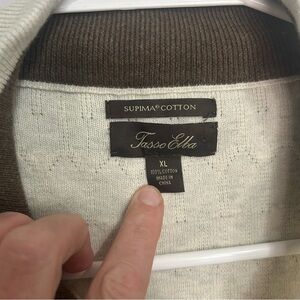 SUPIMA® COTTON
Tasso Elba
XL
100% COTTON
MADE IN
CHINA